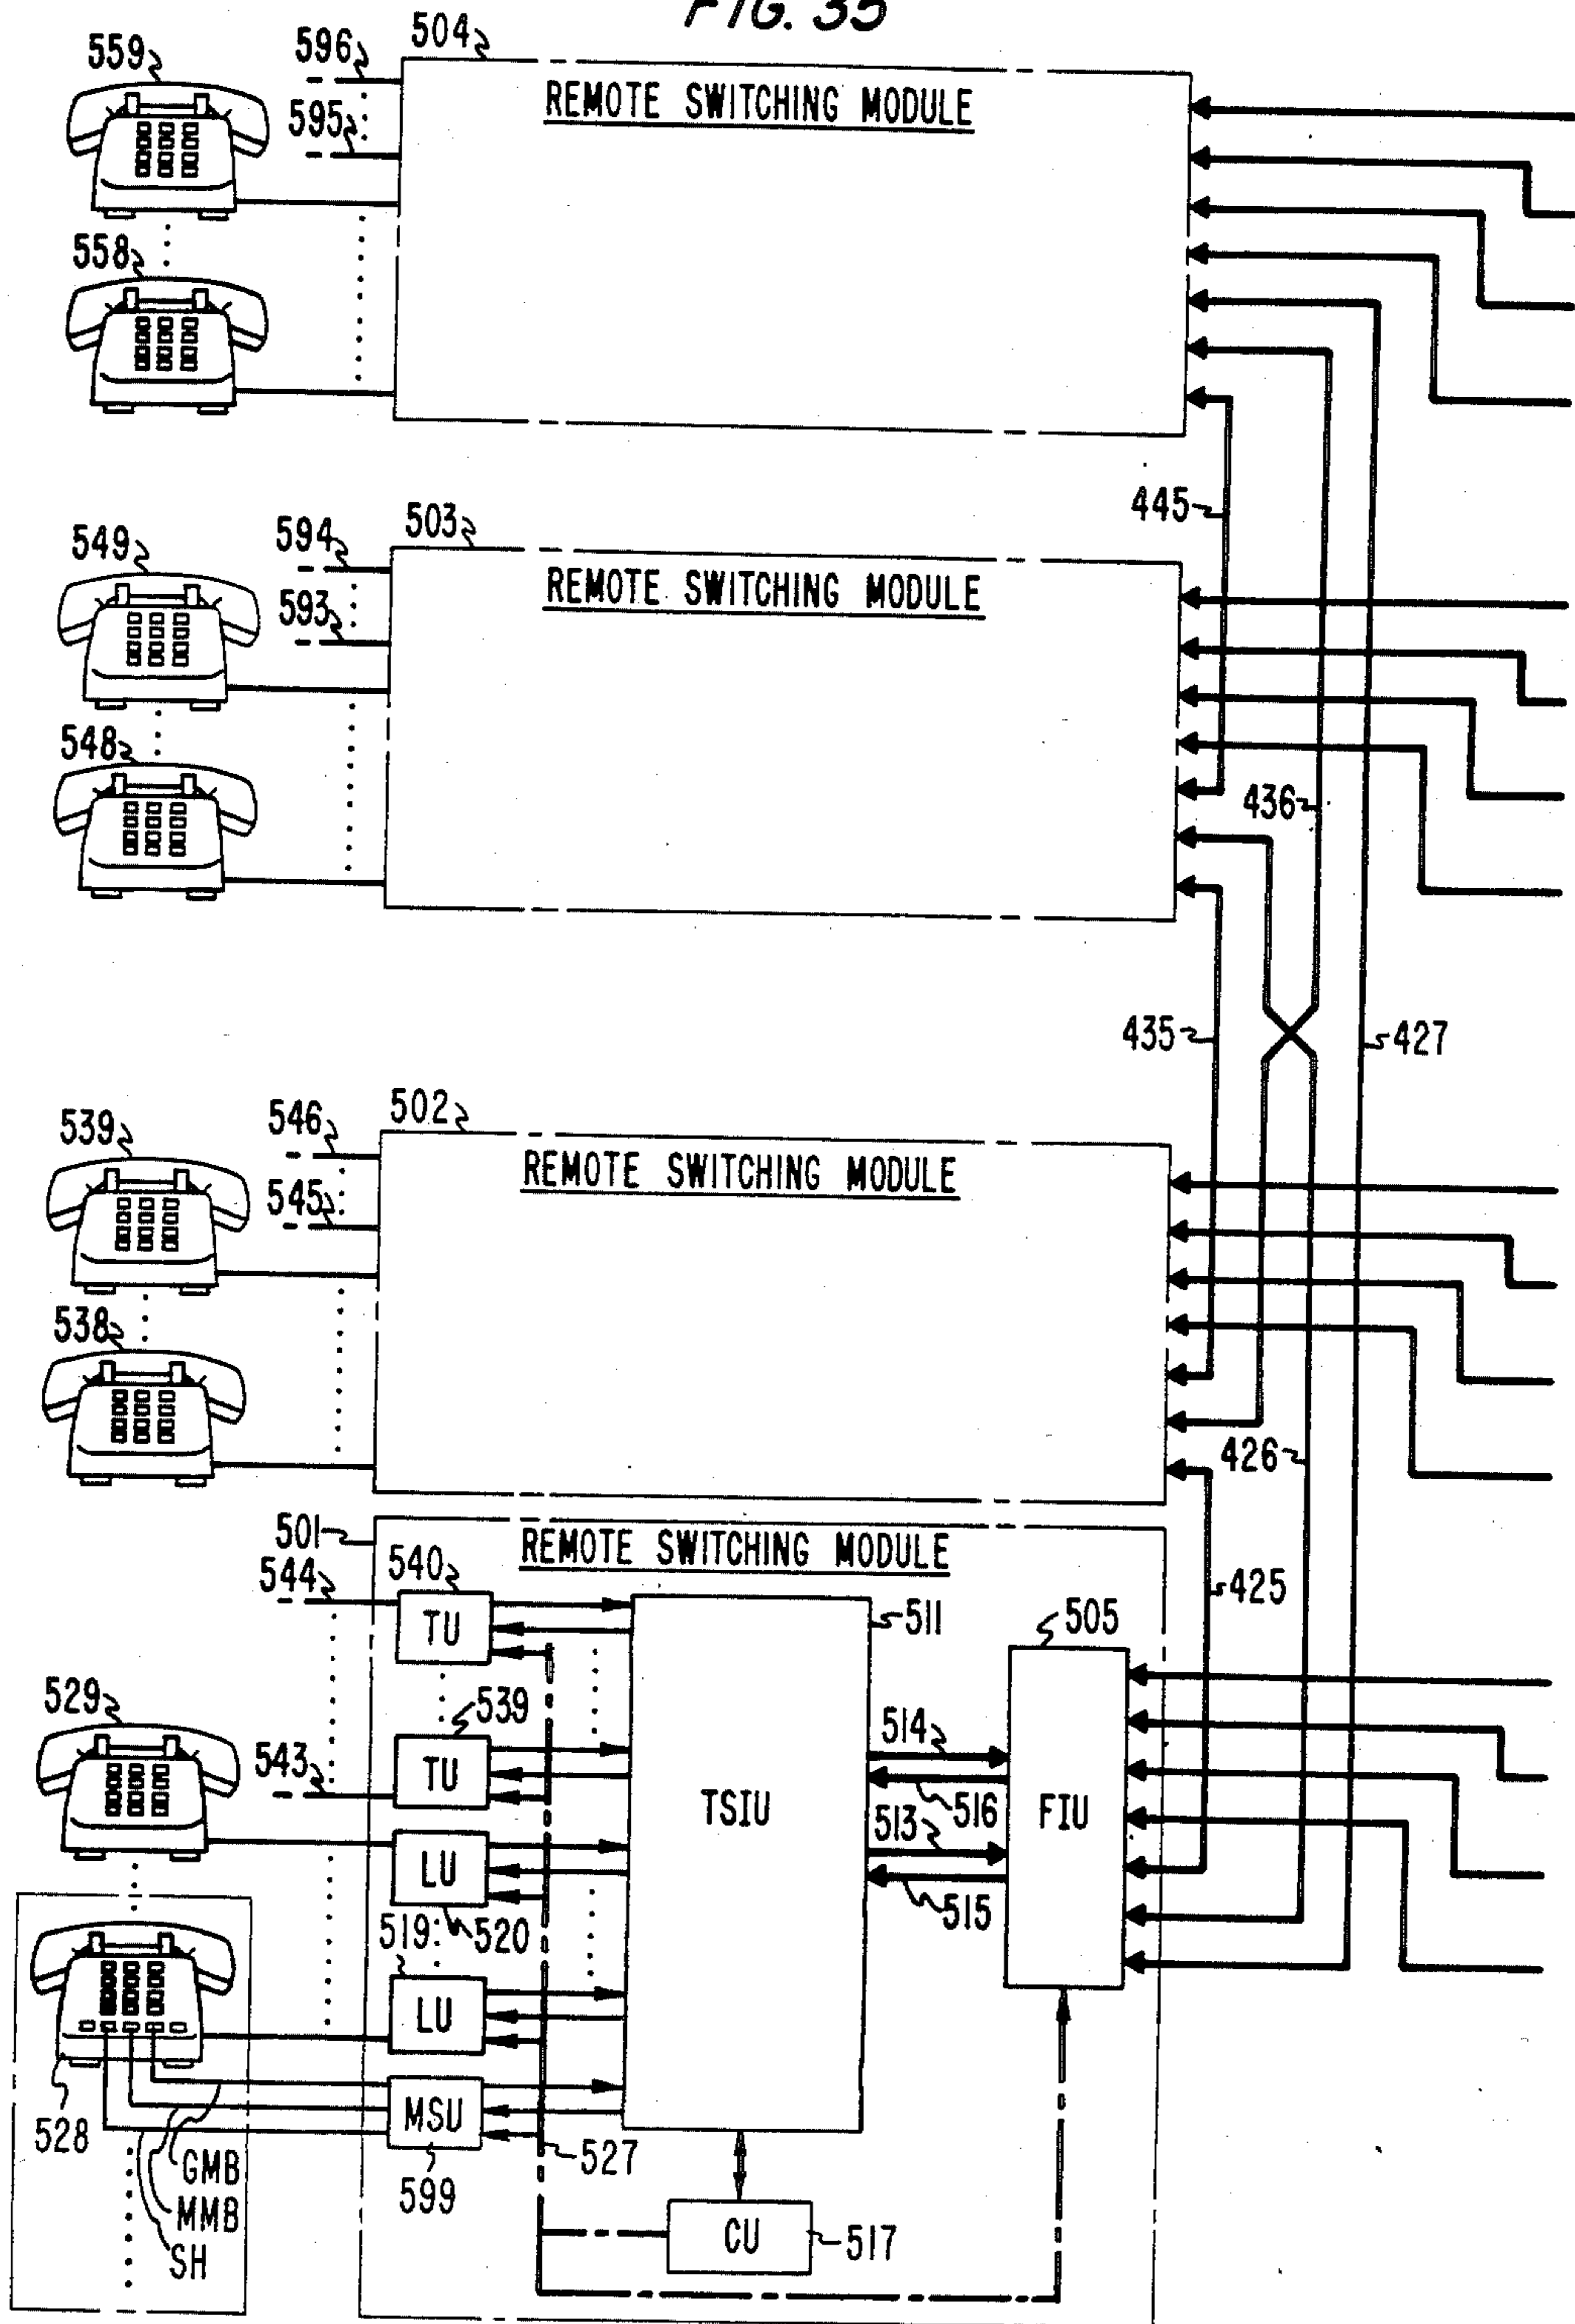 FIG. 35
504
559
596
REMOTE SWITCHING MODULE
595
558
445
503
594
549
REMOTE SWITCHING MODULE
593
548
436
435
427
502
546
539
REMOTE SWITCHING MODULE
545
538
426
501
REMOTE SWITCHING MODULE
544
540
425
511
505
TU
529
539
514
543
TU
TSIU
516
FIU
513
LU
515
519
520
LU
MSU
528
527
GMB
599
MMB
CU
517
SH